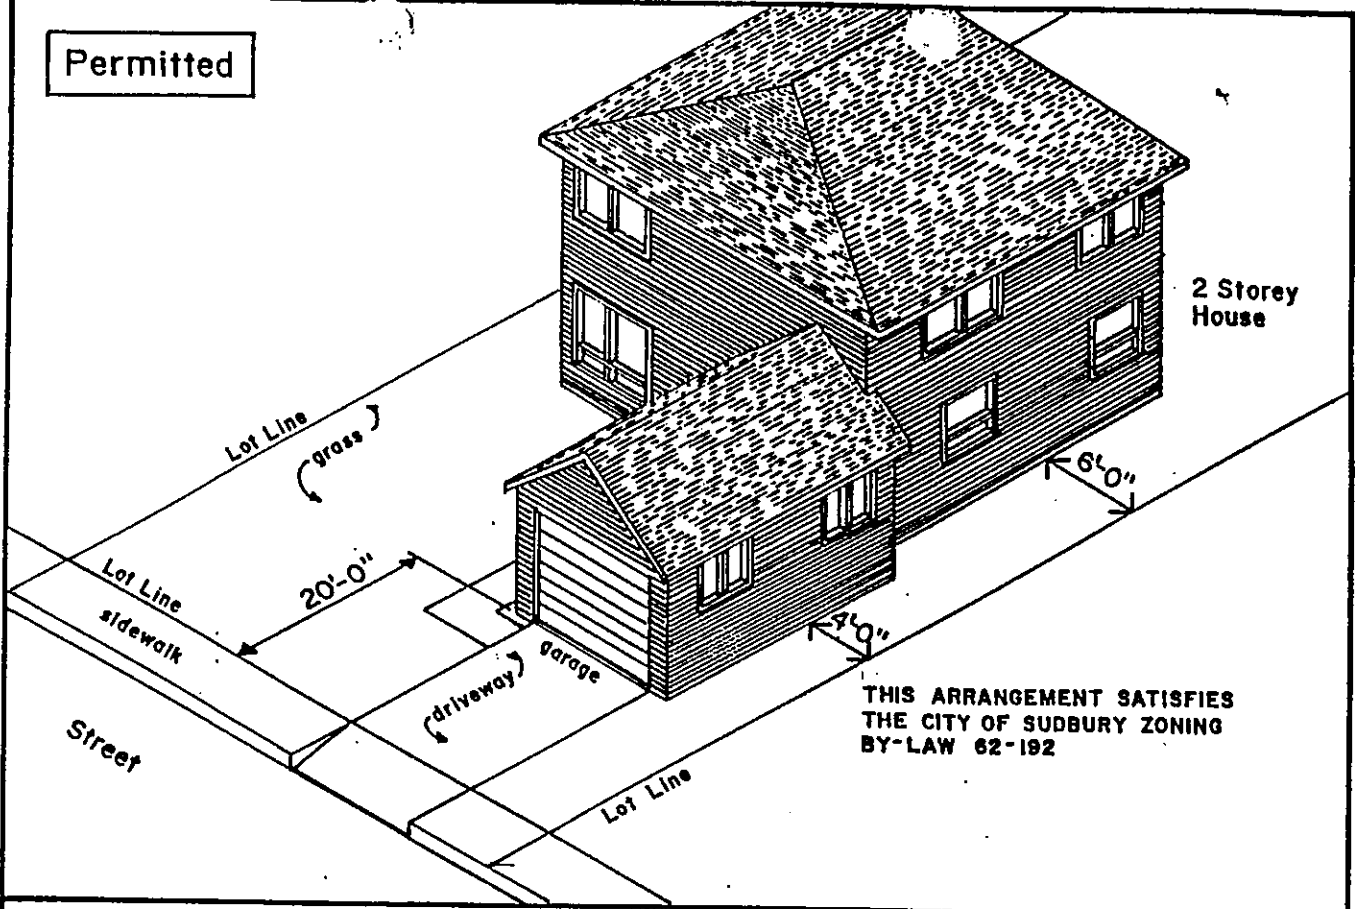 Permitted
2 Storey
House
Lot Line
grass
6'-0"
Lot Line
20'-0"
sidewalk
garage
4'-0"
driveway
THIS ARRANGEMENT SATISFIES
THE CITY OF SUDBURY ZONING
BY-LAW 62-192
Street
Lot Line